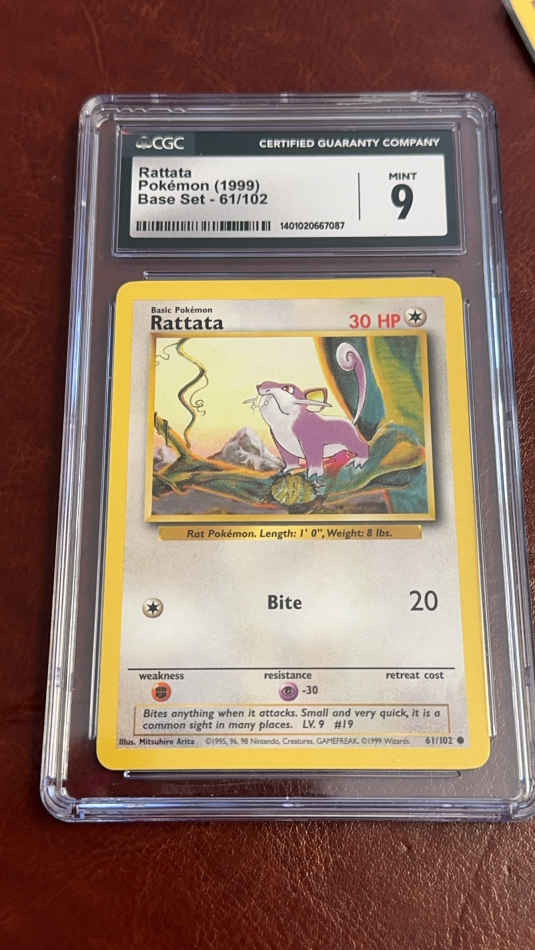 CGC CERTIFIED GUARANTY COMPANY
Rattata
Pokémon (1999)
Base Set - 61/102
MINT
9
1401020667087
Basic Pokémon
Rattata 30 HP
Rat Pokémon. Length: 1' 0", Weight: 8 lbs.
Bite 20
weakness resistance retreat cost
-30
Bites anything when it attacks. Small and very quick, it is a
common sight in many places. LV. 9 #19
Illus. Mitsuhiro Arita ©1995, 96, 98 Nintendo, Creatures, GAMEFREAK. ©1999 Wizards. 61/102